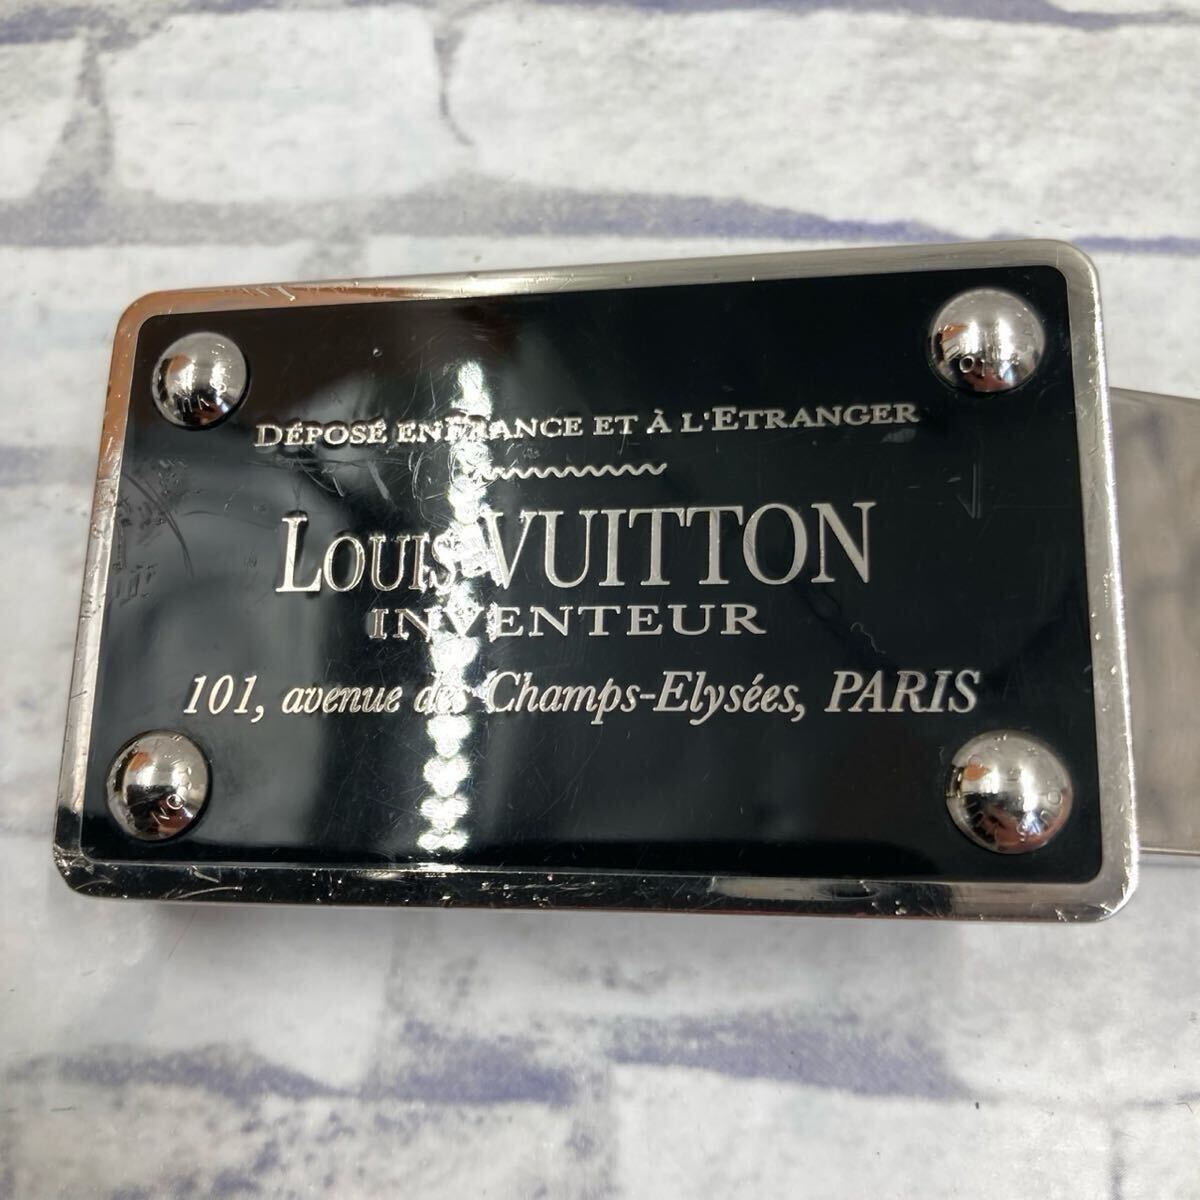 DÉPOSÉ EN FRANCE ET À L'ETRANGER
LOUIS VUITTON
INVENTEUR
101, avenue des Champs-Elysées, PARIS